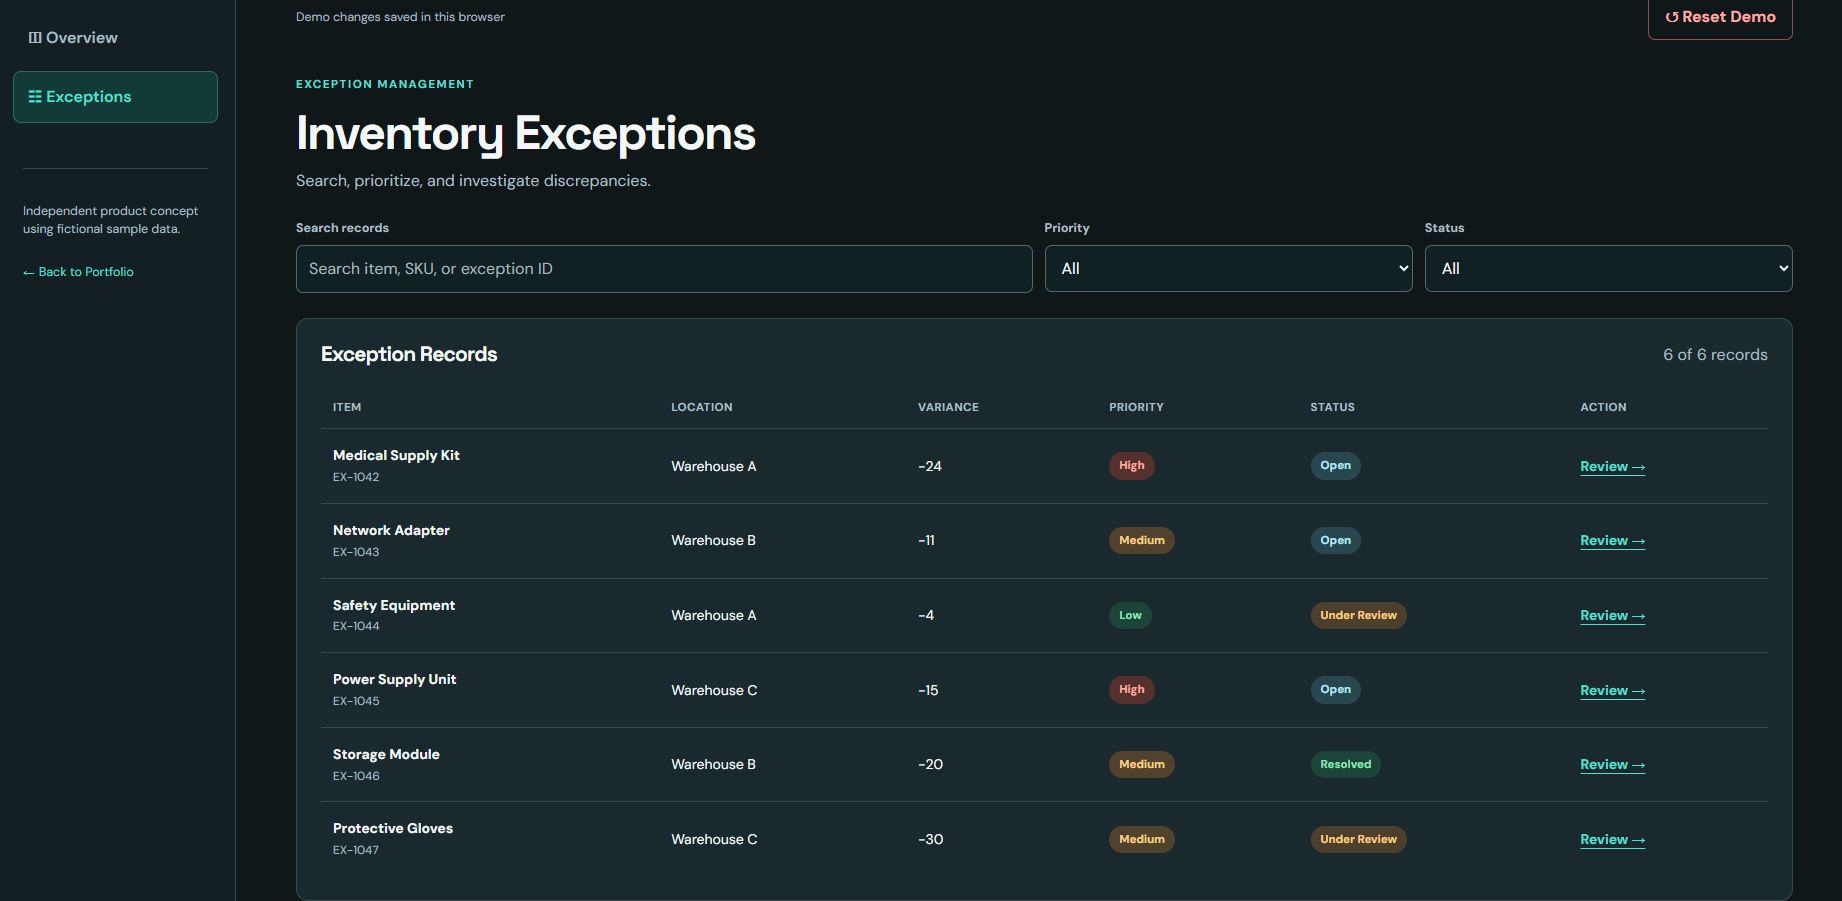 Overview
Exceptions
Independent product concept
using fictional sample data.
← Back to Portfolio
Demo changes saved in this browser
↺ Reset Demo
EXCEPTION MANAGEMENT
Inventory Exceptions
Search, prioritize, and investigate discrepancies.
Search records
Priority
Status
Search item, SKU, or exception ID
All
All
Exception Records
6 of 6 records
ITEM LOCATION VARIANCE PRIORITY STATUS ACTION
Medical Supply Kit
EX-1042
Warehouse A -24 High Open Review →
Network Adapter
EX-1043
Warehouse B -11 Medium Open Review →
Safety Equipment
EX-1044
Warehouse A -4 Low Under Review Review →
Power Supply Unit
EX-1045
Warehouse C -15 High Open Review →
Storage Module
EX-1046
Warehouse B -20 Medium Resolved Review →
Protective Gloves
EX-1047
Warehouse C -30 Medium Under Review Review →